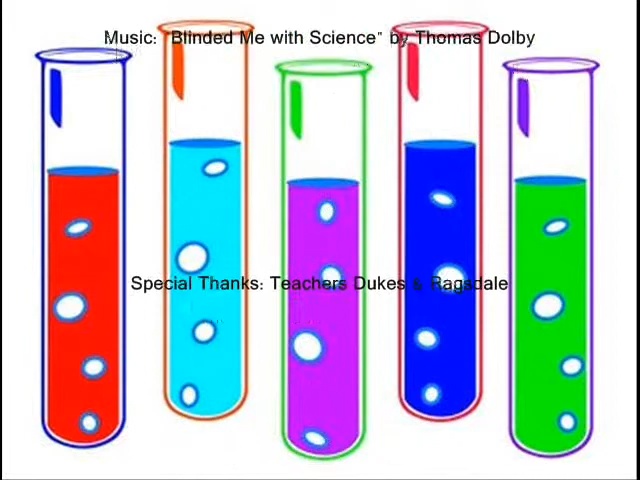 Music: "Blinded Me with Science" by Thomas Dolby
Special Thanks: Teachers Dukes & Ragsdale